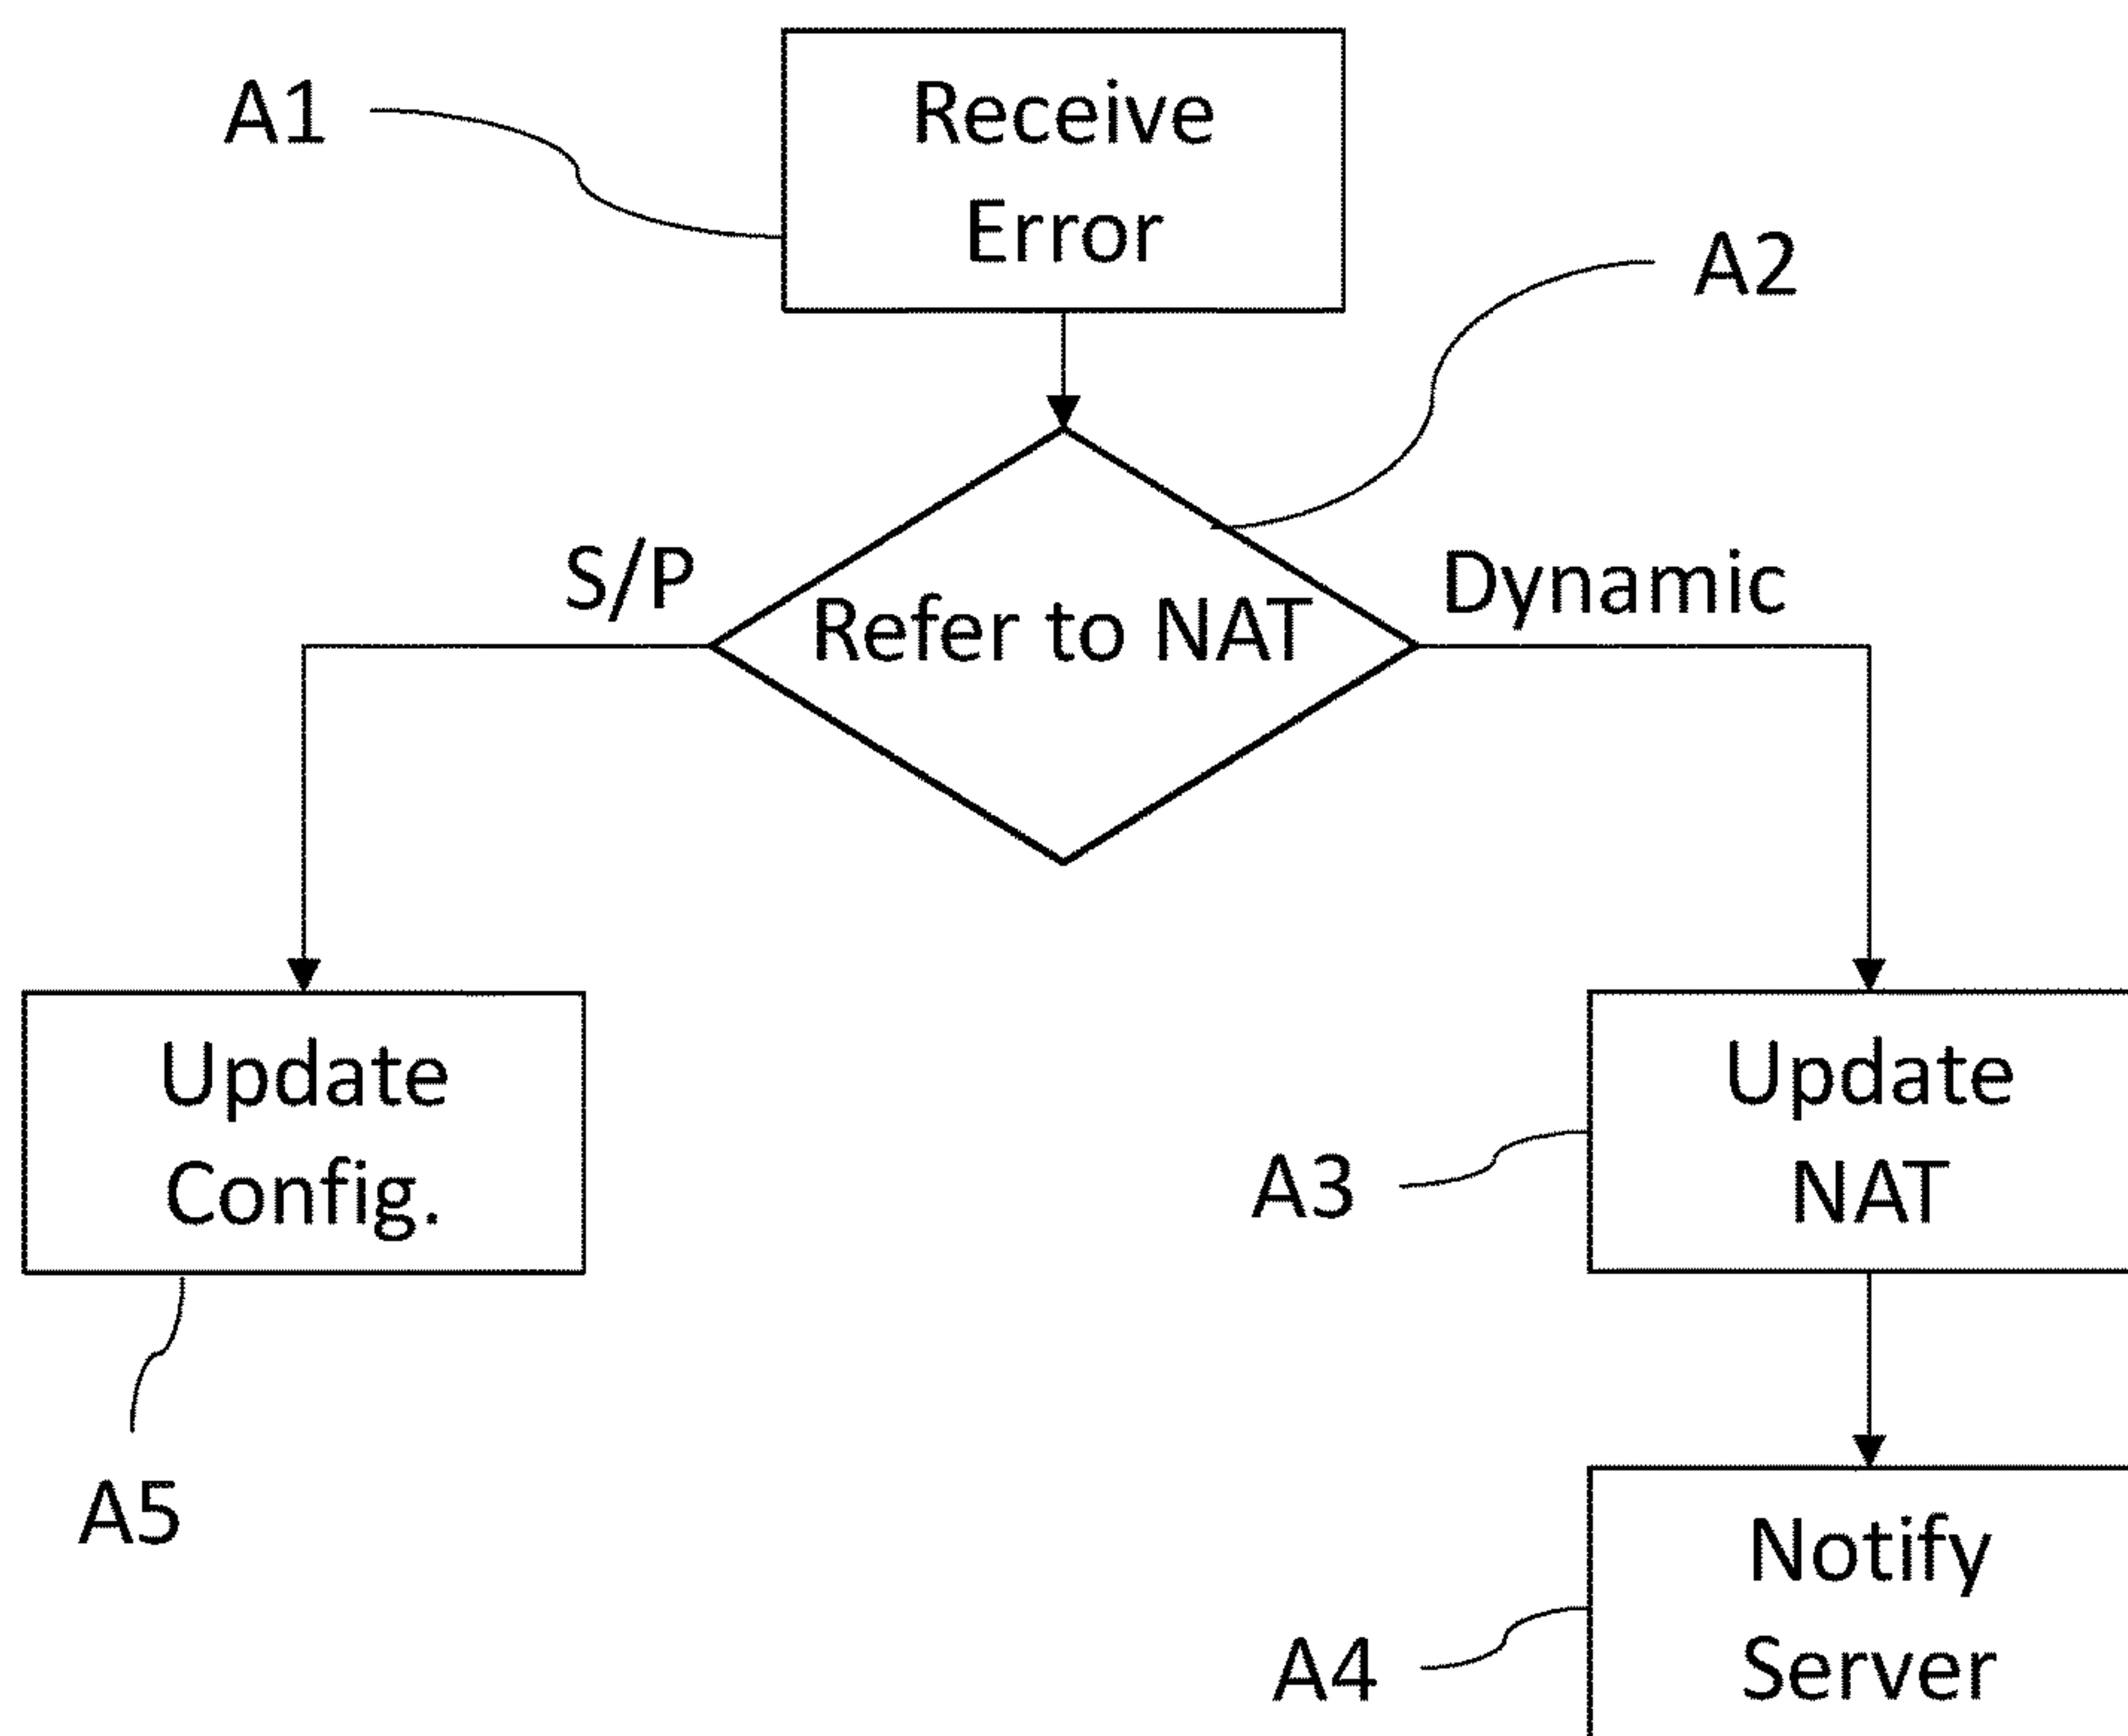 A1
Receive
Error
A2
S/P
Refer to NAT
Dynamic
Update
Config.
A5
Update
NAT
A3
Notify
Server
A4